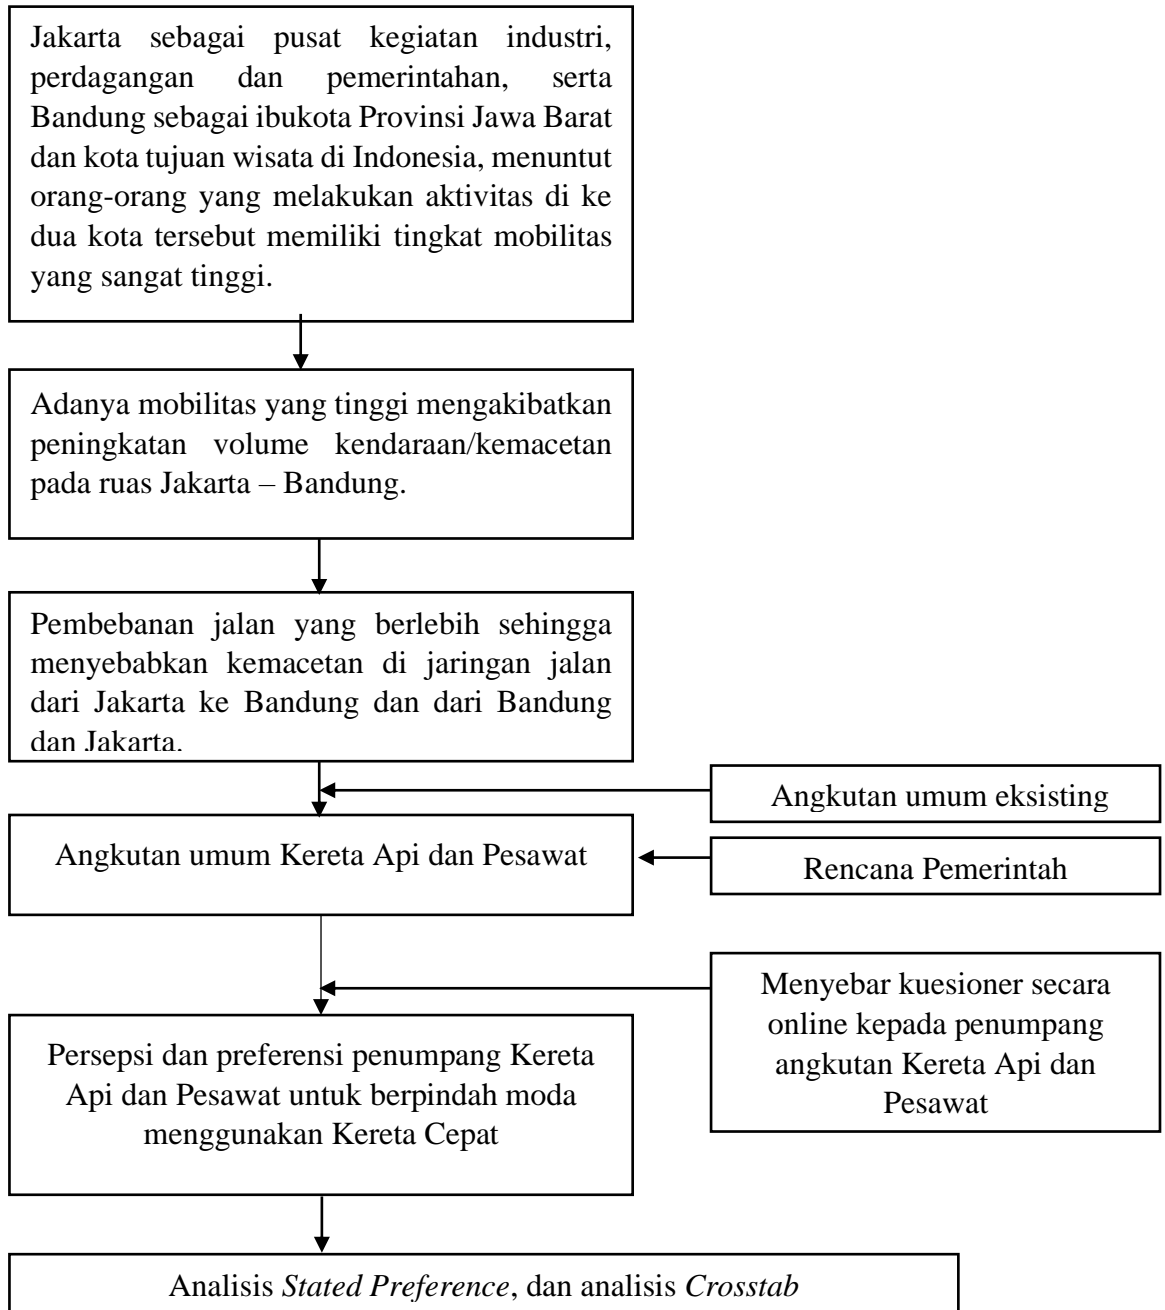 Jakarta sebagai pusat kegiatan industri,
perdagangan dan pemerintahan, serta
Bandung sebagai ibukota Provinsi Jawa Barat
dan kota tujuan wisata di Indonesia, menuntut
orang-orang yang melakukan aktivitas di ke
dua kota tersebut memiliki tingkat mobilitas
yang sangat tinggi.
Adanya mobilitas yang tinggi mengakibatkan
peningkatan volume kendaraan/kemacetan
pada ruas Jakarta – Bandung.
Pembebanan jalan yang berlebih sehingga
menyebabkan kemacetan di jaringan jalan
dari Jakarta ke Bandung dan dari Bandung
dan Jakarta.
Angkutan umum eksisting
Angkutan umum Kereta Api dan Pesawat
Rencana Pemerintah
Menyebar kuesioner secara
online kepada penumpang
angkutan Kereta Api dan
Pesawat
Persepsi dan preferensi penumpang Kereta
Api dan Pesawat untuk berpindah moda
menggunakan Kereta Cepat
Analisis Stated Preference, dan analisis Crosstab